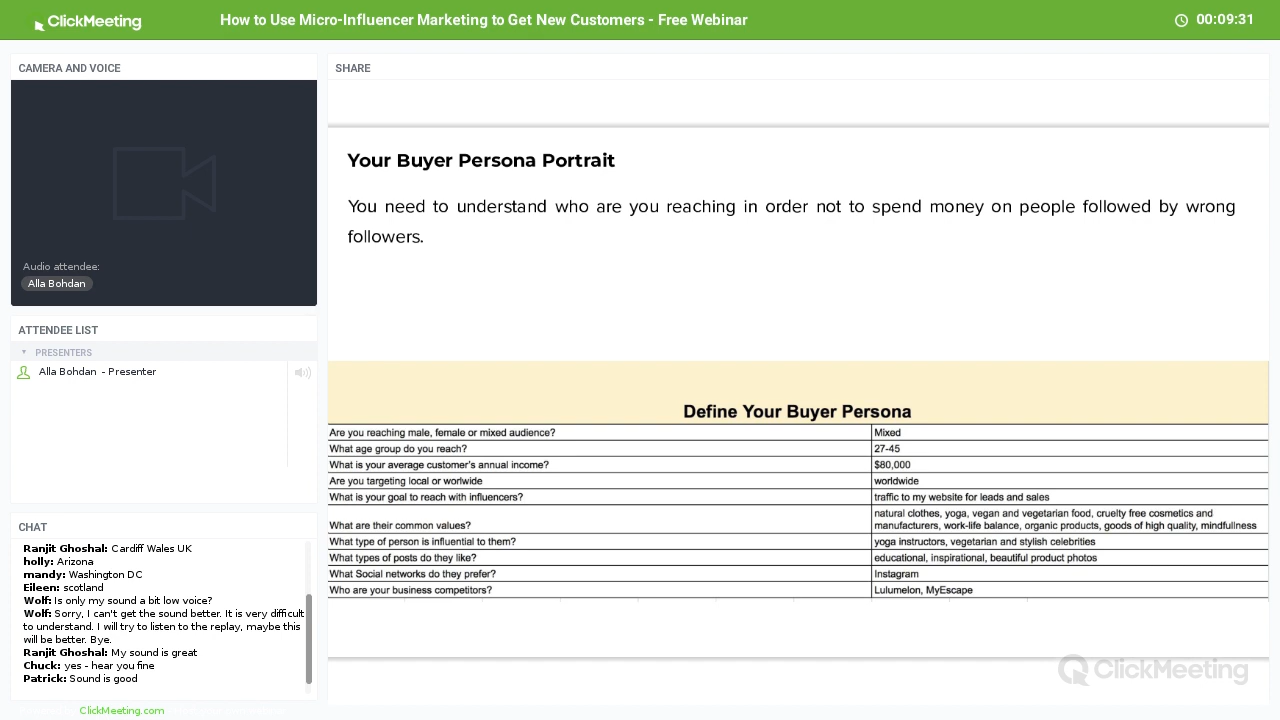 ClickMeeting
How to Use Micro-Influencer Marketing to Get New Customers - Free Webinar
00:09:31
CAMERA AND VOICE
Audio attendee:
Alla Bohdan
ATTENDEE LIST
PRESENTERS
Alla Bohdan - Presenter
CHAT
Ranjit Ghoshal: Cardiff Wales UK
holly: Arizona
mandy: Washington DC
Eileen: scotland
Wolf: Is only my sound a bit low voice?
Wolf: Sorry, I can't get the sound better. It is very difficult
to understand. I will try to listen to the replay, maybe this
will be better. Bye.
Ranjit Ghoshal: My sound is great
Chuck: yes - hear you fine
Patrick: Sound is good
ClickMeeting.com
SHARE
Your Buyer Persona Portrait
You need to understand who are you reaching in order not to spend money on people followed by wrong
followers.
Define Your Buyer Persona
Are you reaching male, female or mixed audience? Mixed
What age group do you reach? 27-45
What is your average customer's annual income? $80,000
Are you targeting local or worlwide worldwide
What is your goal to reach with influencers? traffic to my website for leads and sales
What are their common values? natural clothes, yoga, vegan and vegetarian food, cruelty free cosmetics and
manufacturers, work-life balance, organic products, goods of high quality, mindfullness
What type of person is influential to them? yoga instructors, vegetarian and stylish celebrities
What types of posts do they like? educational, inspirational, beautiful product photos
What Social networks do they prefer? Instagram
Who are your business competitors? Lulumelon, MyEscape
ClickMeeting